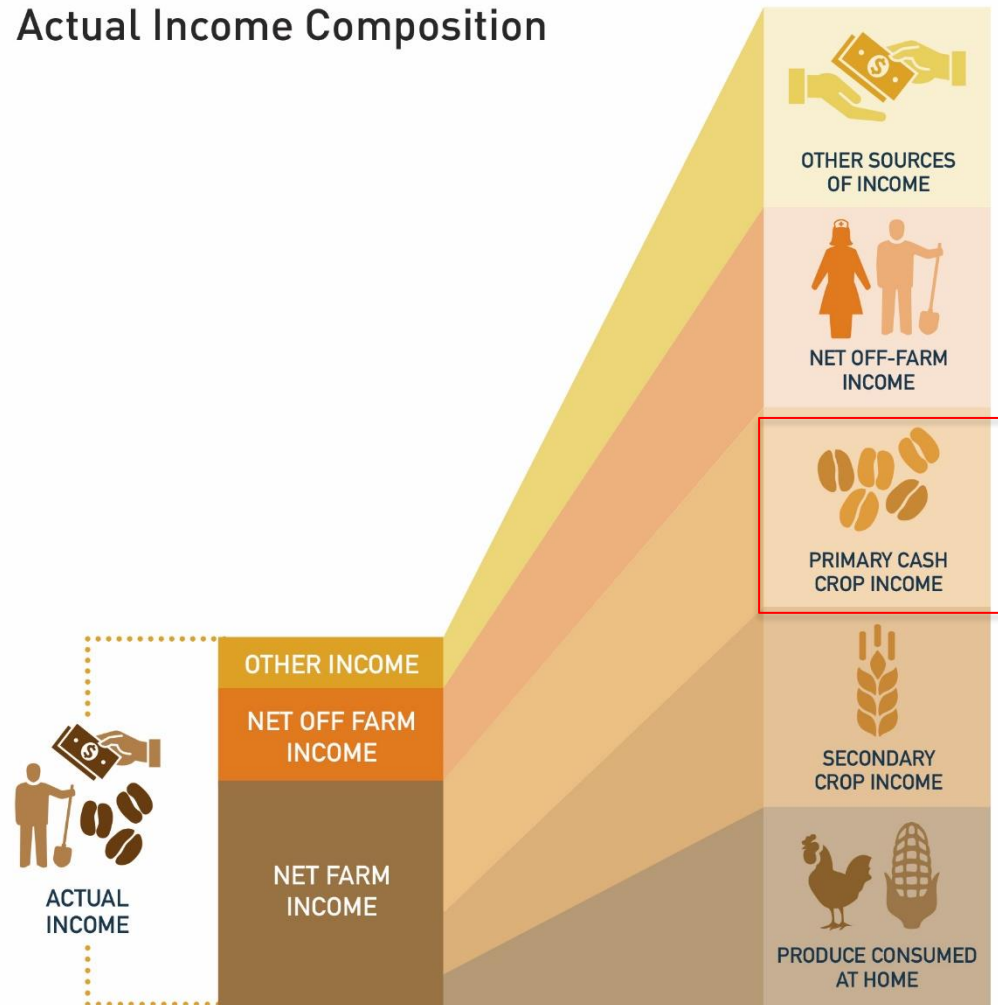 Actual Income Composition
OTHER SOURCES
OF INCOME
NET OFF-FARM
INCOME
PRIMARY CASH
CROP INCOME
SECONDARY
CROP INCOME
PRODUCE CONSUMED
AT HOME
OTHER INCOME
NET OFF FARM
INCOME
NET FARM
INCOME
ACTUAL
INCOME